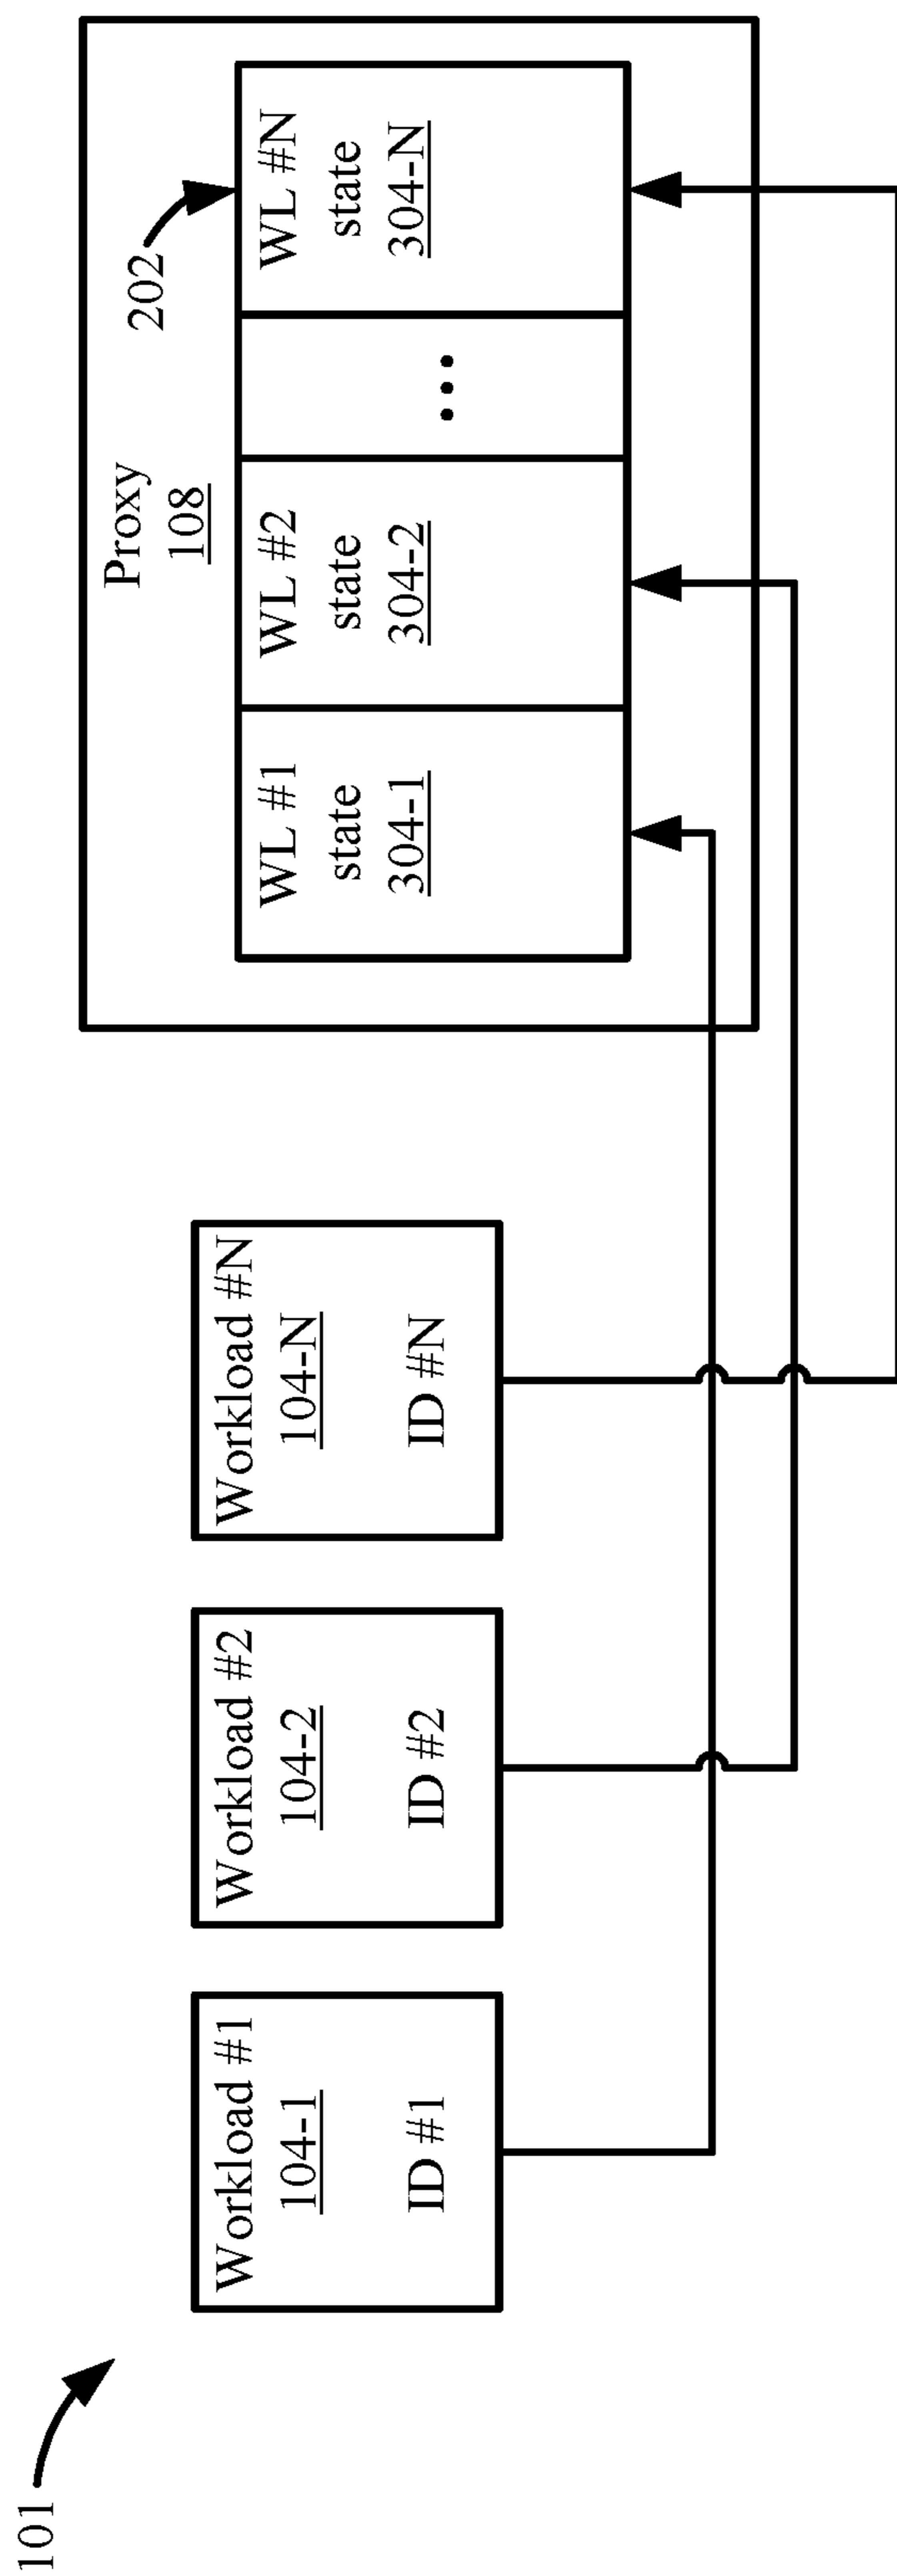 101
Workload #1
104-1
ID #1
Workload #2
104-2
ID #2
Workload #N
104-N
ID #N
Proxy
108
202
WL #1
state
304-1
WL #2
state
304-2
...
WL #N
state
304-N